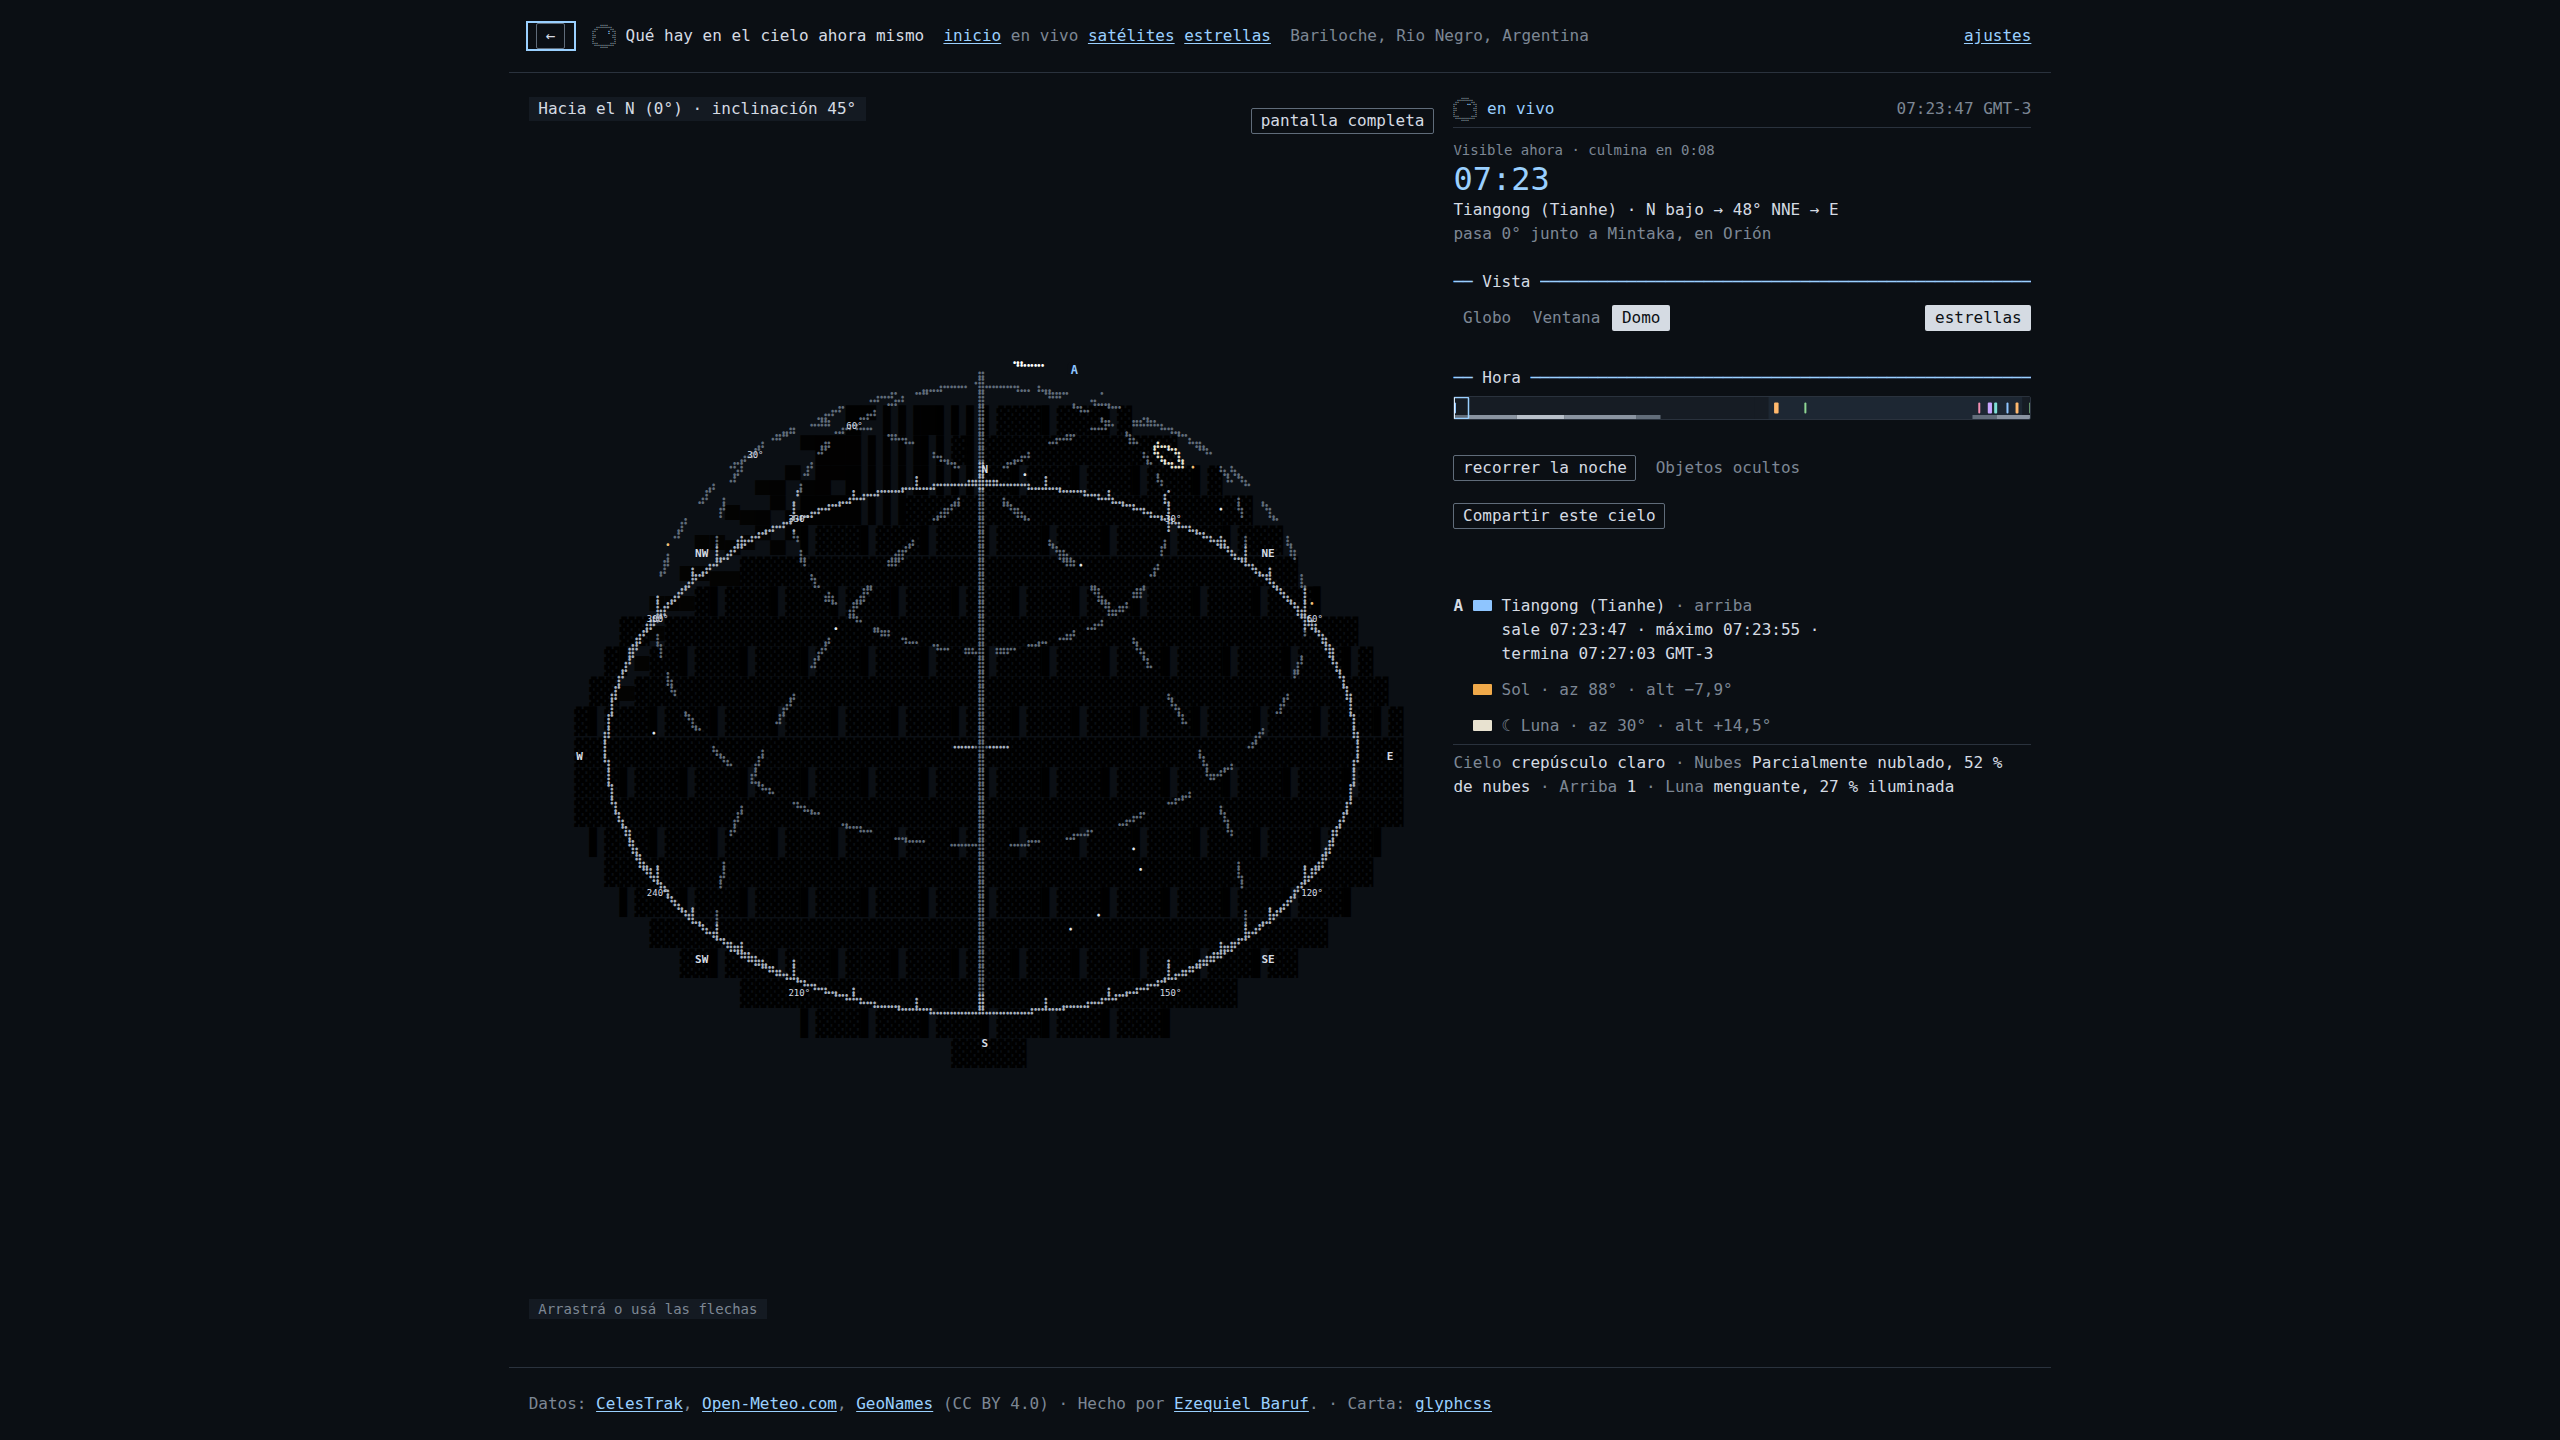 ← Qué hay en el cielo ahora mismo inicio en vivo satélites estrellas Bariloche, Rio Negro, Argentina ajustes
Hacia el N (0°) · inclinación 45°
pantalla completa
A
60°
30°
N
330°
30°
NW
NE
300°
60°
W
E
240°
120°
SW
SE
210°
150°
S
Arrastrá o usá las flechas
en vivo 07:23:47 GMT-3
Visible ahora · culmina en 0:08
07:23
Tiangong (Tianhe) · N bajo → 48° NNE → E
pasa 0° junto a Mintaka, en Orión
Vista
Globo Ventana Domo estrellas
Hora
recorrer la noche Objetos ocultos
Compartir este cielo
A Tiangong (Tianhe) · arriba
sale 07:23:47 · máximo 07:23:55 ·
termina 07:27:03 GMT-3
Sol · az 88° · alt −7,9°
☾ Luna · az 30° · alt +14,5°
Cielo crepúsculo claro · Nubes Parcialmente nublado, 52 %
de nubes · Arriba 1 · Luna menguante, 27 % iluminada
Datos: CelesTrak, Open-Meteo.com, GeoNames (CC BY 4.0) · Hecho por Ezequiel Baruf. · Carta: glyphcss